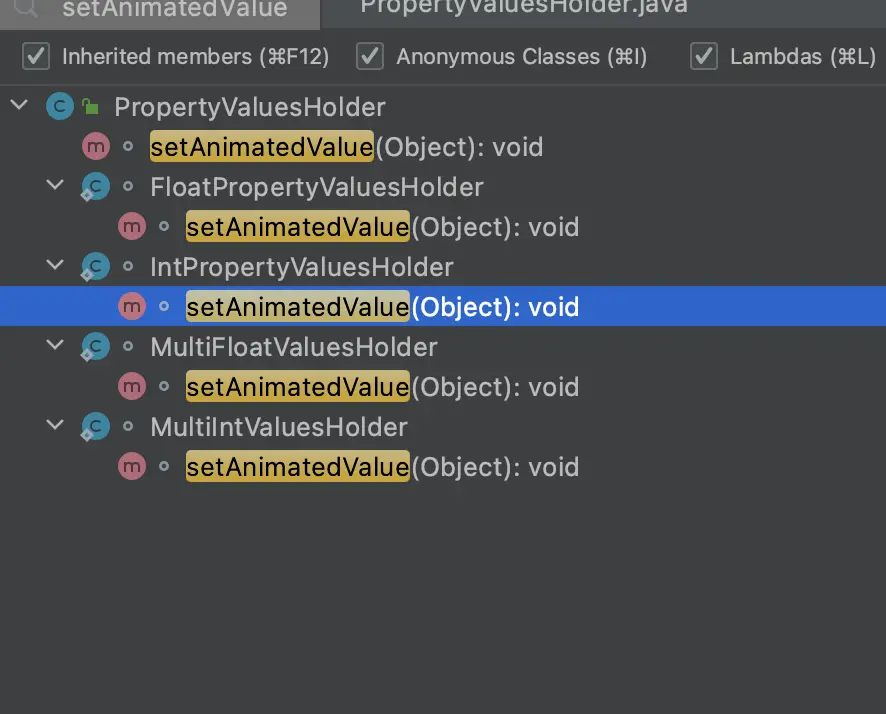 setAnimatedValue PropertyValuesHolder.java
Inherited members (⌘F12) Anonymous Classes (⌘I) Lambdas (⌘L)
PropertyValuesHolder
setAnimatedValue(Object): void
FloatPropertyValuesHolder
setAnimatedValue(Object): void
IntPropertyValuesHolder
setAnimatedValue(Object): void
MultiFloatValuesHolder
setAnimatedValue(Object): void
MultiIntValuesHolder
setAnimatedValue(Object): void